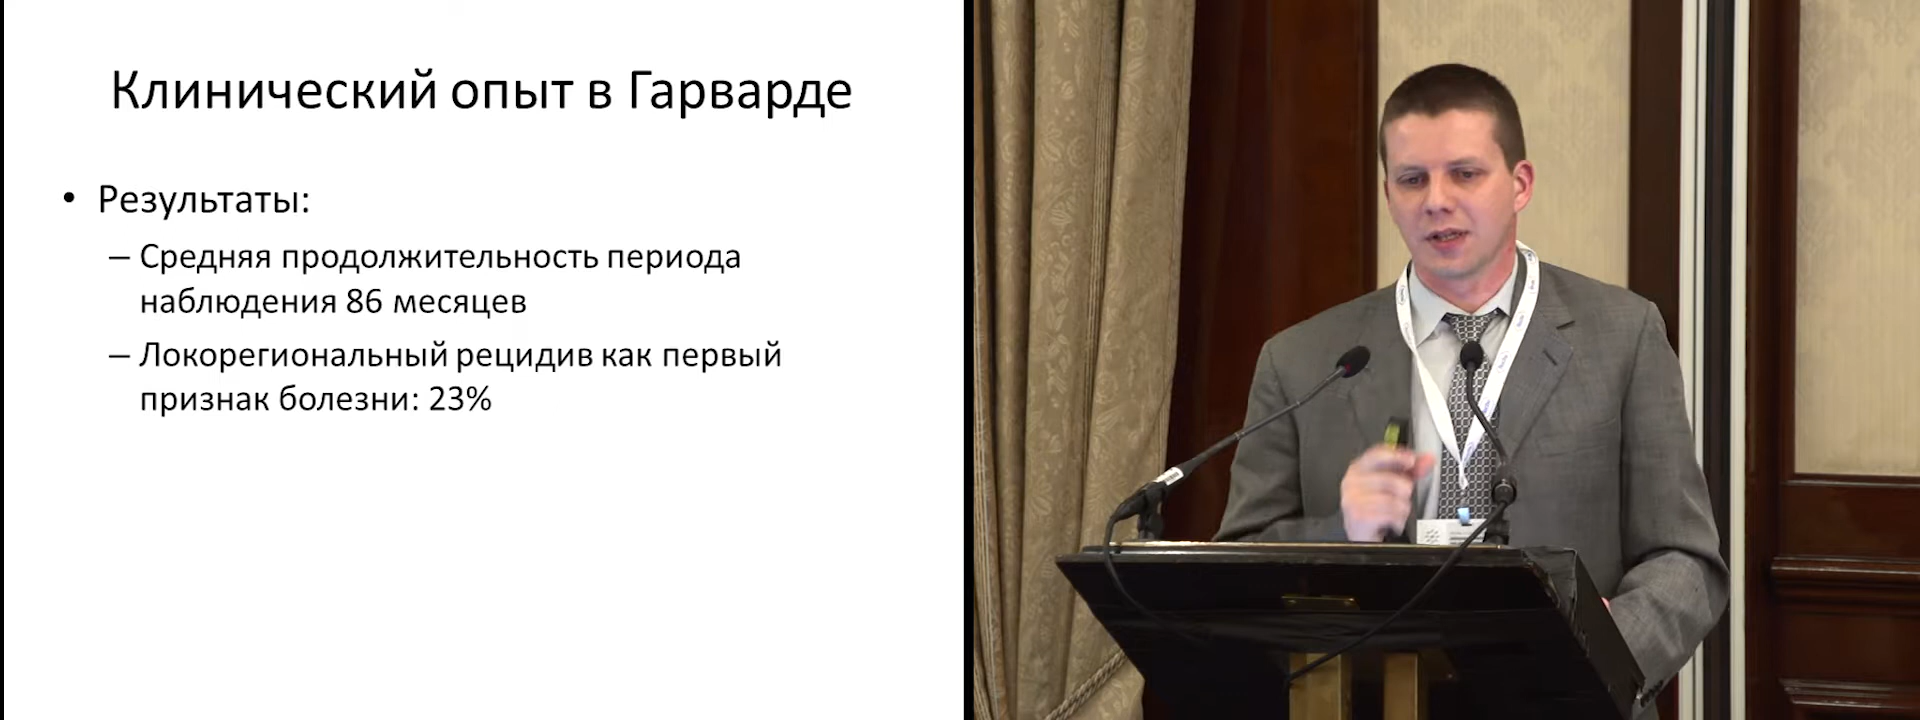 Клинический опыт в Гарварде
• Результаты:
– Средняя продолжительность периода
наблюдения 86 месяцев
– Локорегиональный рецидив как первый
признак болезни: 23%